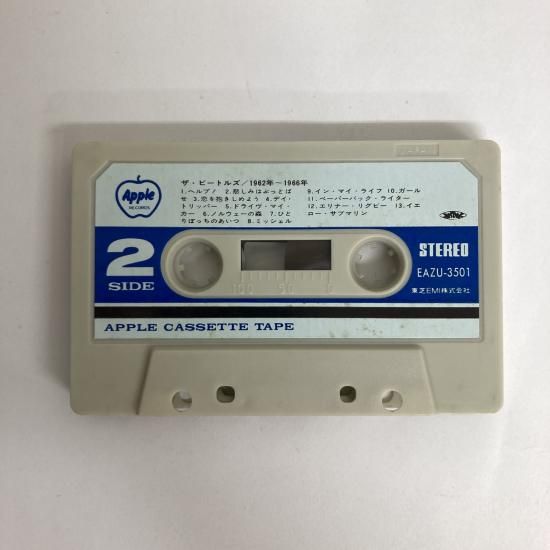 JAPAN
Apple
RECORDS
ザ・ビートルズ/1962年～1966年
1.ヘルプ! 2.悲しみはぶっとば
せ 3.恋を抱きしめよう 4.デイ・
トリッパー 5.ドライヴ・マイ・
カー 6.ノルウェーの森 7.ひと
りぼっちのあいつ 8.ミッシェル
9.イン・マイ・ライフ 10.ガール
11.ペーパーバック・ライター
12.エリナー・リグビー 13.イエ
ロー・サブマリン
2
SIDE
100 50 0
STEREO
EAZU-3501
東芝EMI株式会社
APPLE CASSETTE TAPE